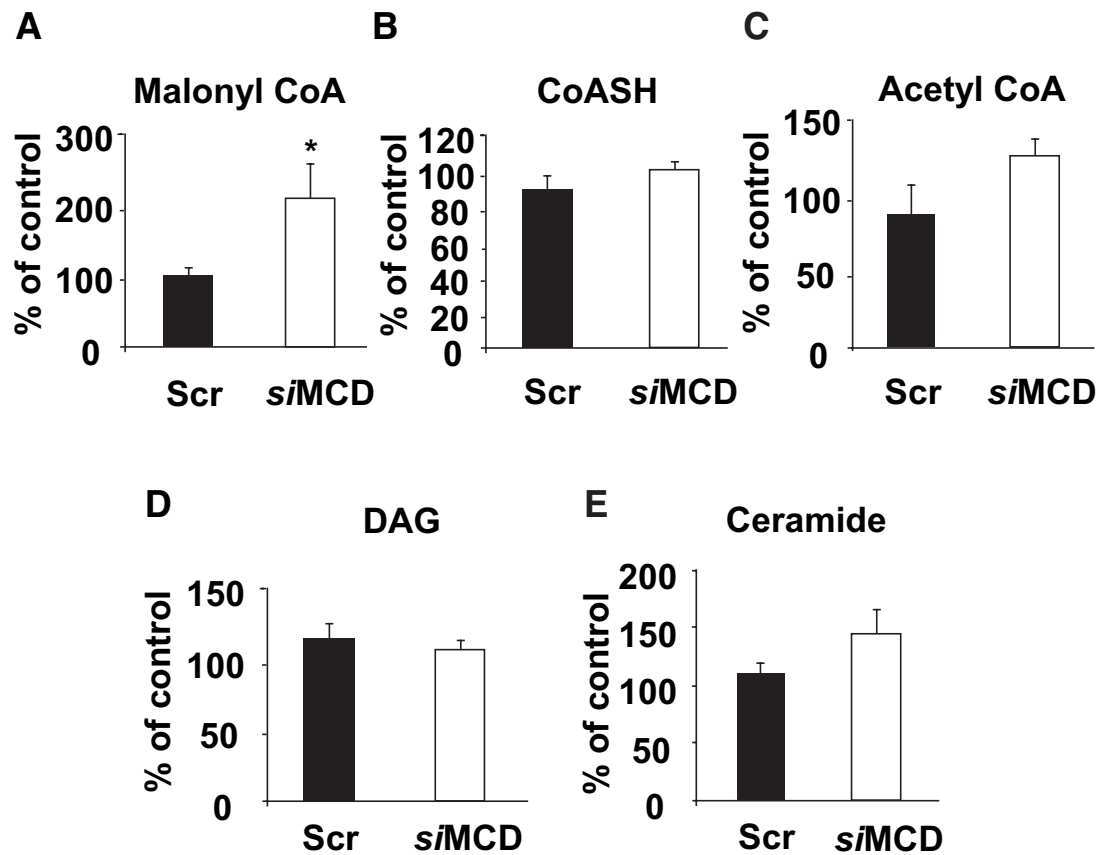 A
Malonyl CoA
% of control
300
*
200
100
0
Scr
siMCD
B
CoASH
% of control
120
100
80
60
40
20
0
Scr
siMCD
C
Acetyl CoA
% of control
150
100
50
0
Scr
siMCD
D
DAG
% of control
150
100
50
0
Scr
siMCD
E
Ceramide
% of control
200
150
100
50
0
Scr
siMCD